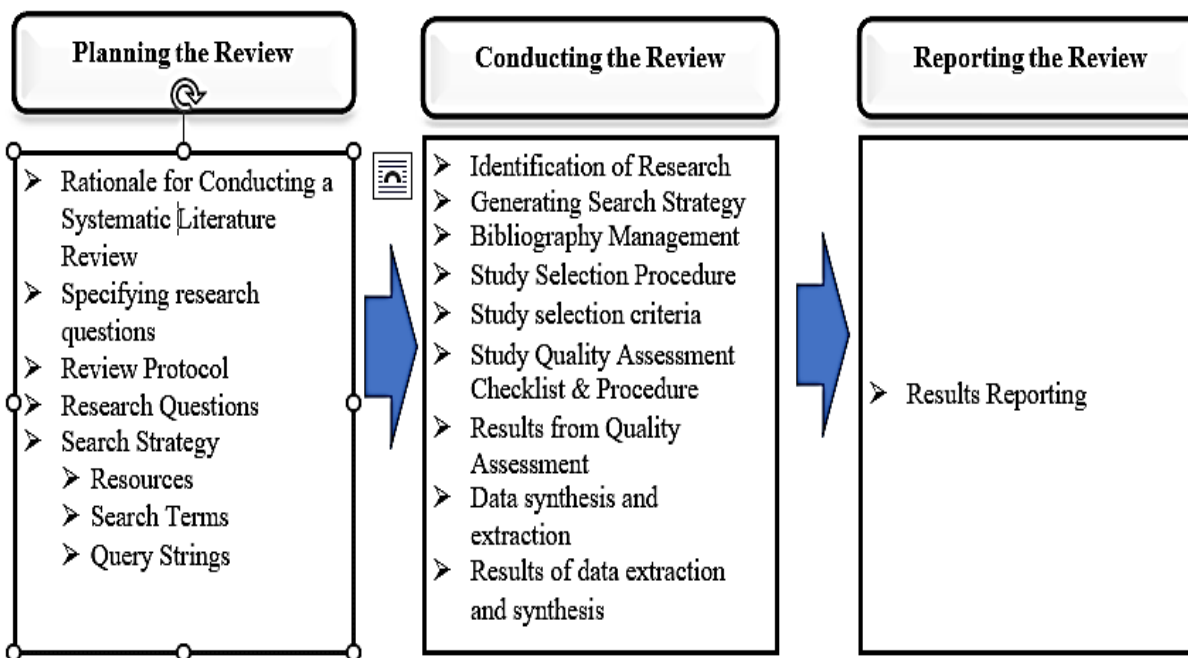 Planning the Review
Rationale for Conducting a
Systematic Literature
Review
Specifying research
questions
Review Protocol
Research Questions
Search Strategy
Resources
Search Terms
Query Strings
Conducting the Review
Identification of Research
Generating Search Strategy
Bibliography Management
Study Selection Procedure
Study selection criteria
Study Quality Assessment
Checklist & Procedure
Results from Quality
Assessment
Data synthesis and
extraction
Results of data extraction
and synthesis
Reporting the Review
Results Reporting